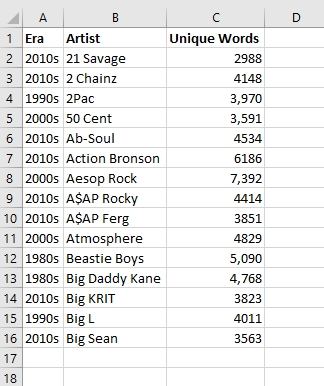 A B C D
1 Era Artist Unique Words
2 2010s 21 Savage 2988
3 2010s 2 Chainz 4148
4 1990s 2Pac 3,970
5 2000s 50 Cent 3,591
6 2010s Ab-Soul 4534
7 2010s Action Bronson 6186
8 2000s Aesop Rock 7,392
9 2010s A$AP Rocky 4414
10 2010s A$AP Ferg 3851
11 2000s Atmosphere 4829
12 1980s Beastie Boys 5,090
13 1980s Big Daddy Kane 4,768
14 2010s Big KRIT 3823
15 1990s Big L 4011
16 2010s Big Sean 3563
17
18